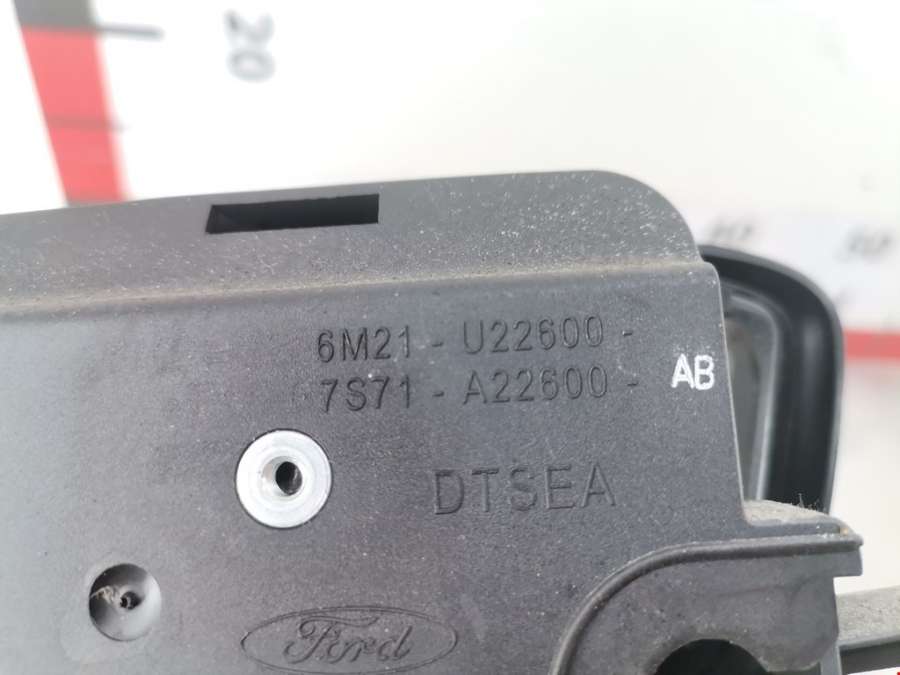 20
6M21 - U22600 -
7S71 - A22600 - AB
DTSEA
Ford